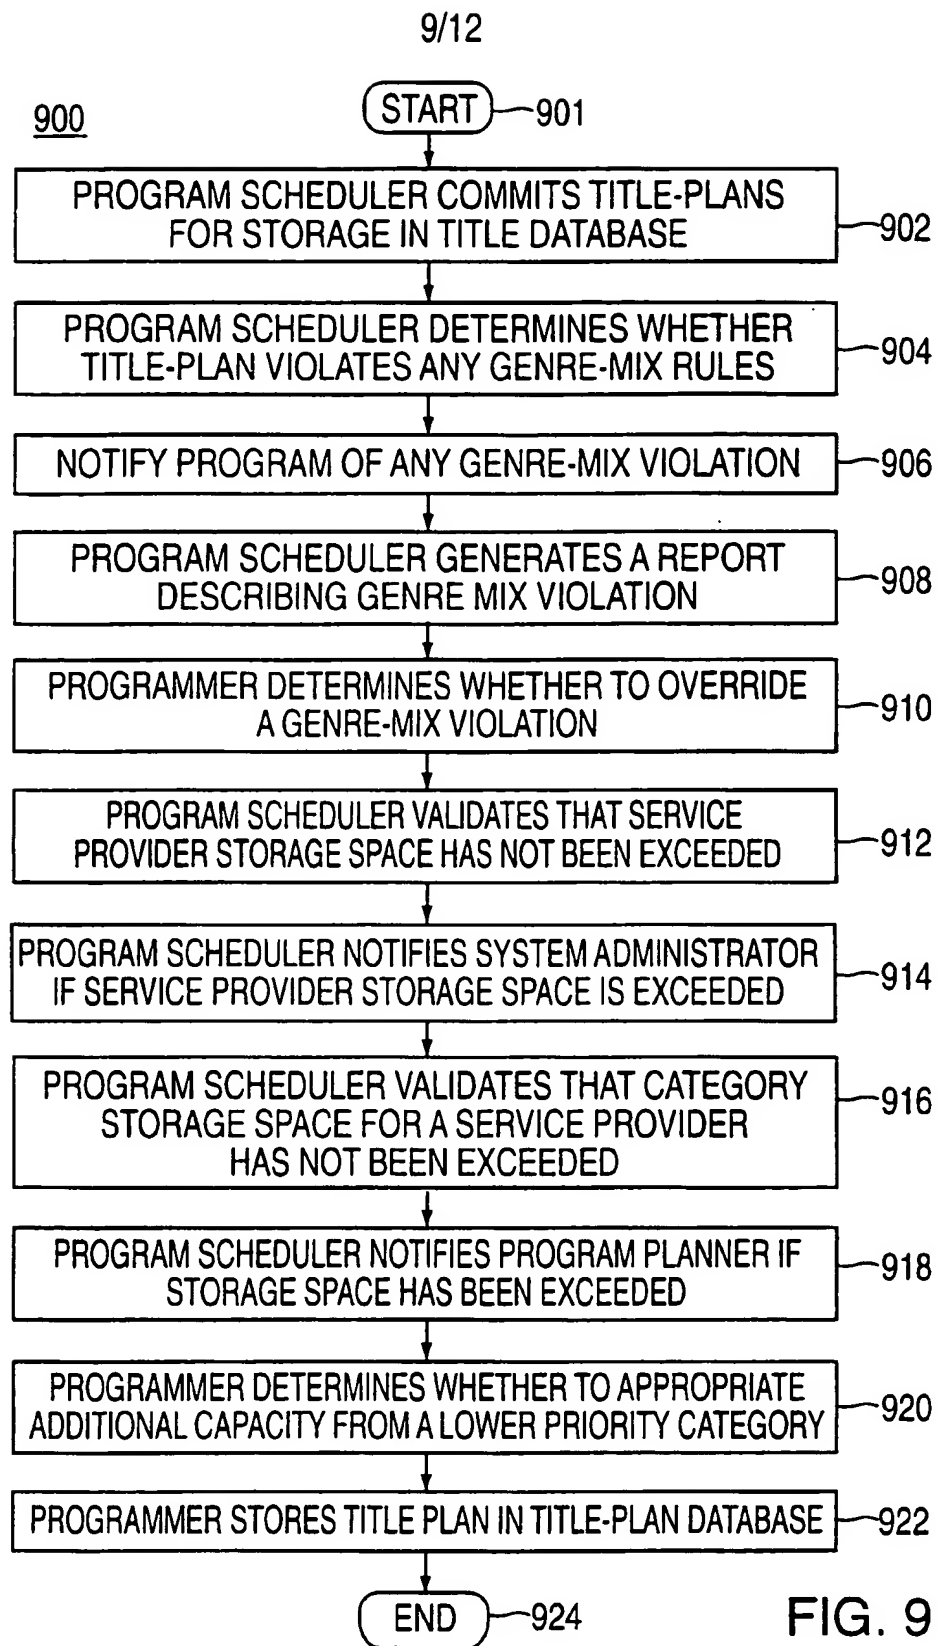 9/12
900
START 901
PROGRAM SCHEDULER COMMITS TITLE-PLANS
FOR STORAGE IN TITLE DATABASE
902
PROGRAM SCHEDULER DETERMINES WHETHER
TITLE-PLAN VIOLATES ANY GENRE-MIX RULES
904
NOTIFY PROGRAM OF ANY GENRE-MIX VIOLATION
906
PROGRAM SCHEDULER GENERATES A REPORT
DESCRIBING GENRE MIX VIOLATION
908
PROGRAMMER DETERMINES WHETHER TO OVERRIDE
A GENRE-MIX VIOLATION
910
PROGRAM SCHEDULER VALIDATES THAT SERVICE
PROVIDER STORAGE SPACE HAS NOT BEEN EXCEEDED
912
PROGRAM SCHEDULER NOTIFIES SYSTEM ADMINISTRATOR
IF SERVICE PROVIDER STORAGE SPACE IS EXCEEDED
914
PROGRAM SCHEDULER VALIDATES THAT CATEGORY
STORAGE SPACE FOR A SERVICE PROVIDER
HAS NOT BEEN EXCEEDED
916
PROGRAM SCHEDULER NOTIFIES PROGRAM PLANNER IF
STORAGE SPACE HAS BEEN EXCEEDED
918
PROGRAMMER DETERMINES WHETHER TO APPROPRIATE
ADDITIONAL CAPACITY FROM A LOWER PRIORITY CATEGORY
920
PROGRAMMER STORES TITLE PLAN IN TITLE-PLAN DATABASE
922
END 924
FIG. 9